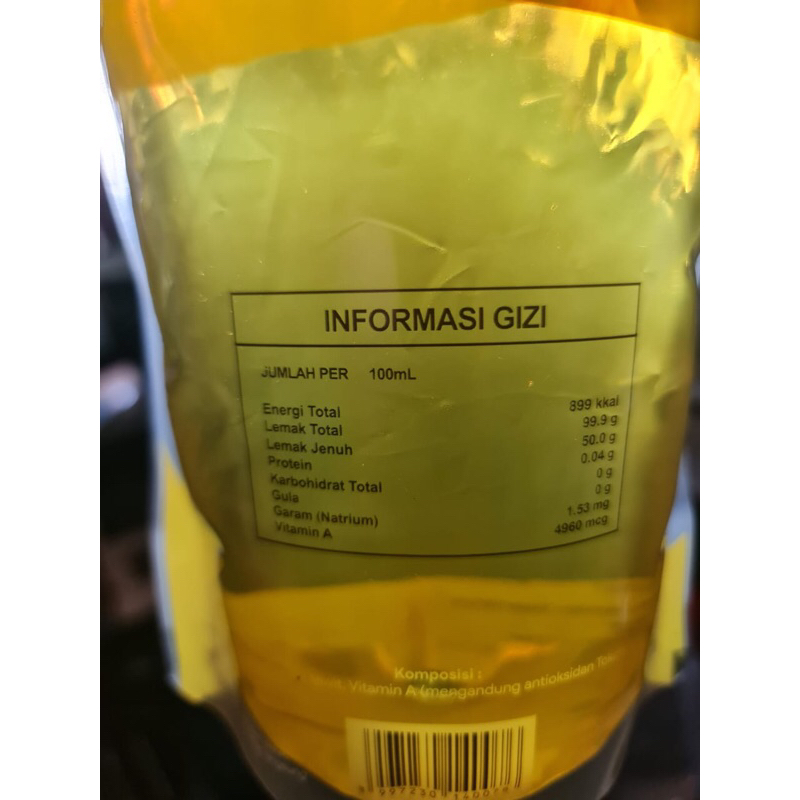 INFORMASI GIZI
JUMLAH PER 100mL
Energi Total 899 kkal
Lemak Total 99.9 g
Lemak Jenuh 50.0 g
Protein 0.04 g
Karbohidrat Total 0 g
Gula 0 g
Garam (Natrium) 1.53 mg
Vitamin A 4960 mcg
Komposisi :
Vitamin A (mengandung antioksidan